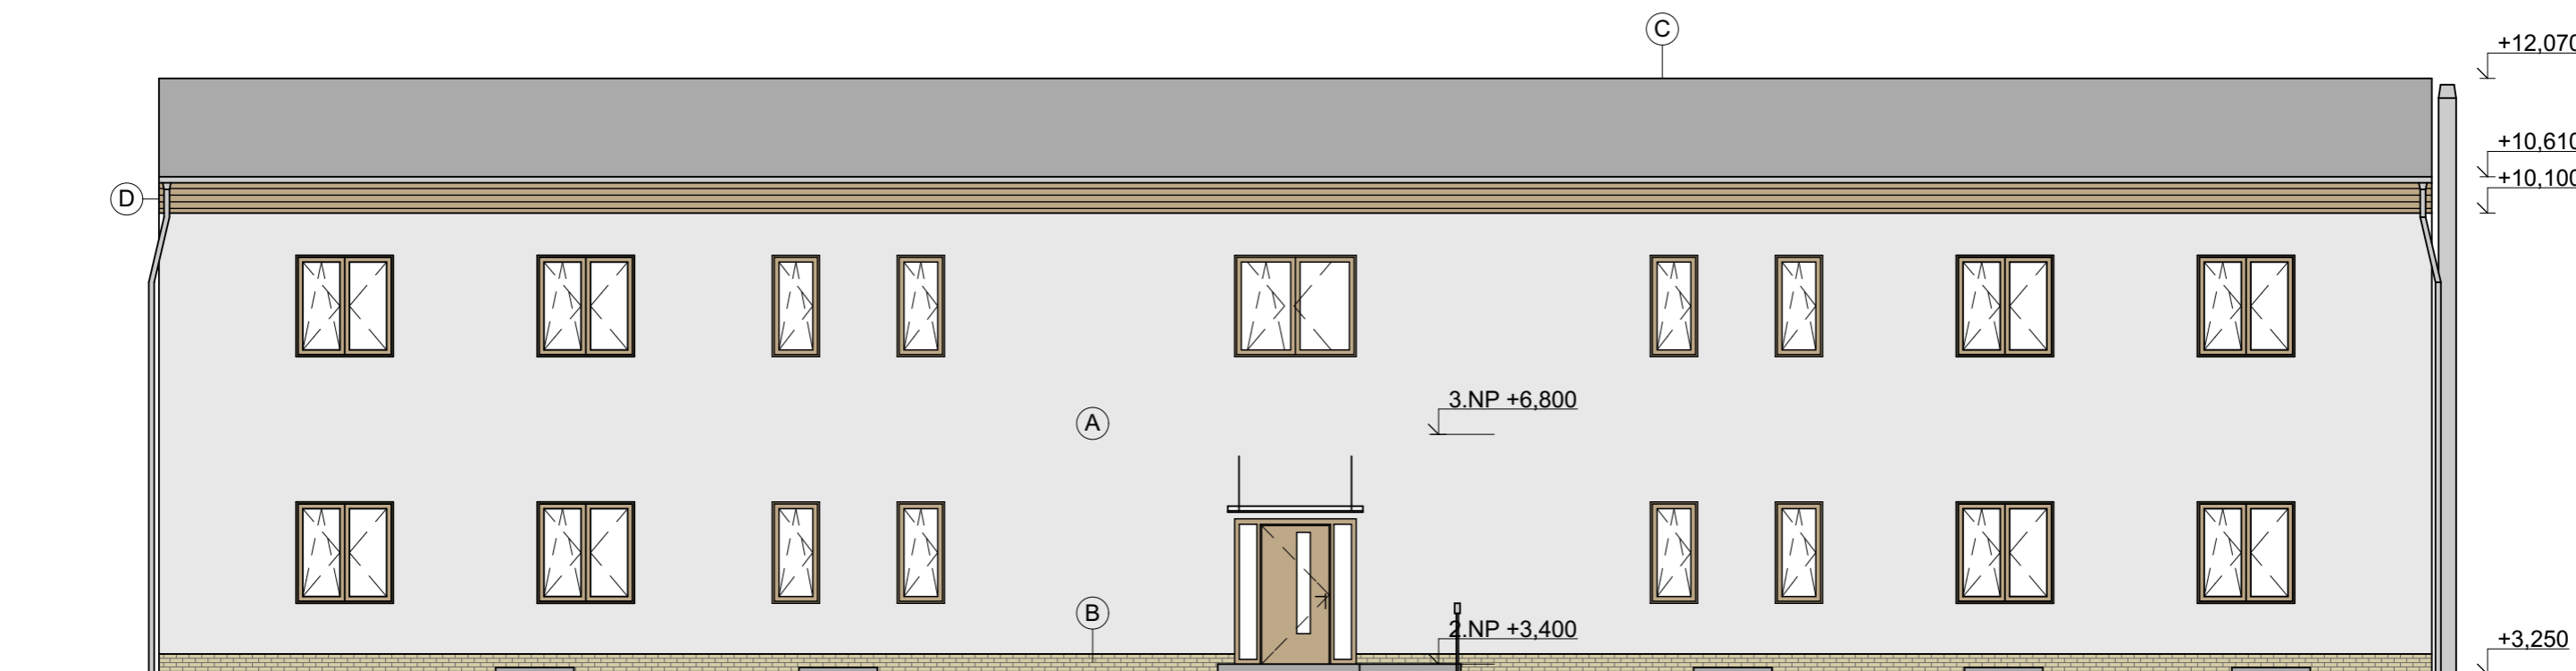 C
+12,070
+10,610
D
+10,100
3.NP +6,800
A
B
2.NP +3,400
+3,250